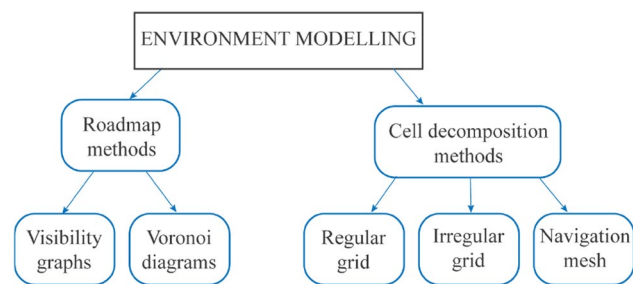 ENVIRONMENT MODELLING
Roadmap
methods
Cell decomposition
methods
Visibility
graphs
Voronoi
diagrams
Regular
grid
Irregular
grid
Navigation
mesh